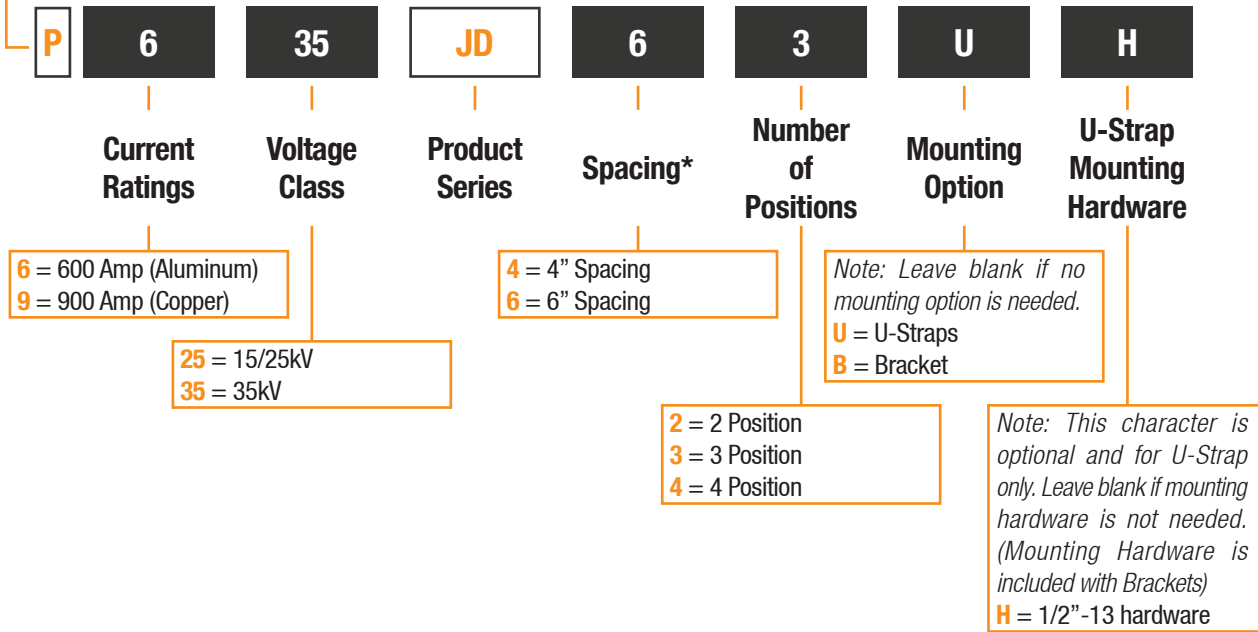 P 6 35 JD 6 3 U H
Current
Ratings
Voltage
Class
Product
Series
Spacing*
Number
of
Positions
Mounting
Option
U-Strap
Mounting
Hardware
6 = 600 Amp (Aluminum)
9 = 900 Amp (Copper)
25 = 15/25kV
35 = 35kV
4 = 4” Spacing
6 = 6” Spacing
2 = 2 Position
3 = 3 Position
4 = 4 Position
Note: Leave blank if no
mounting option is needed.
U = U-Straps
B = Bracket
Note: This character is
optional and for U-Strap
only. Leave blank if mounting
hardware is not needed.
(Mounting Hardware is
included with Brackets)
H = 1/2”-13 hardware